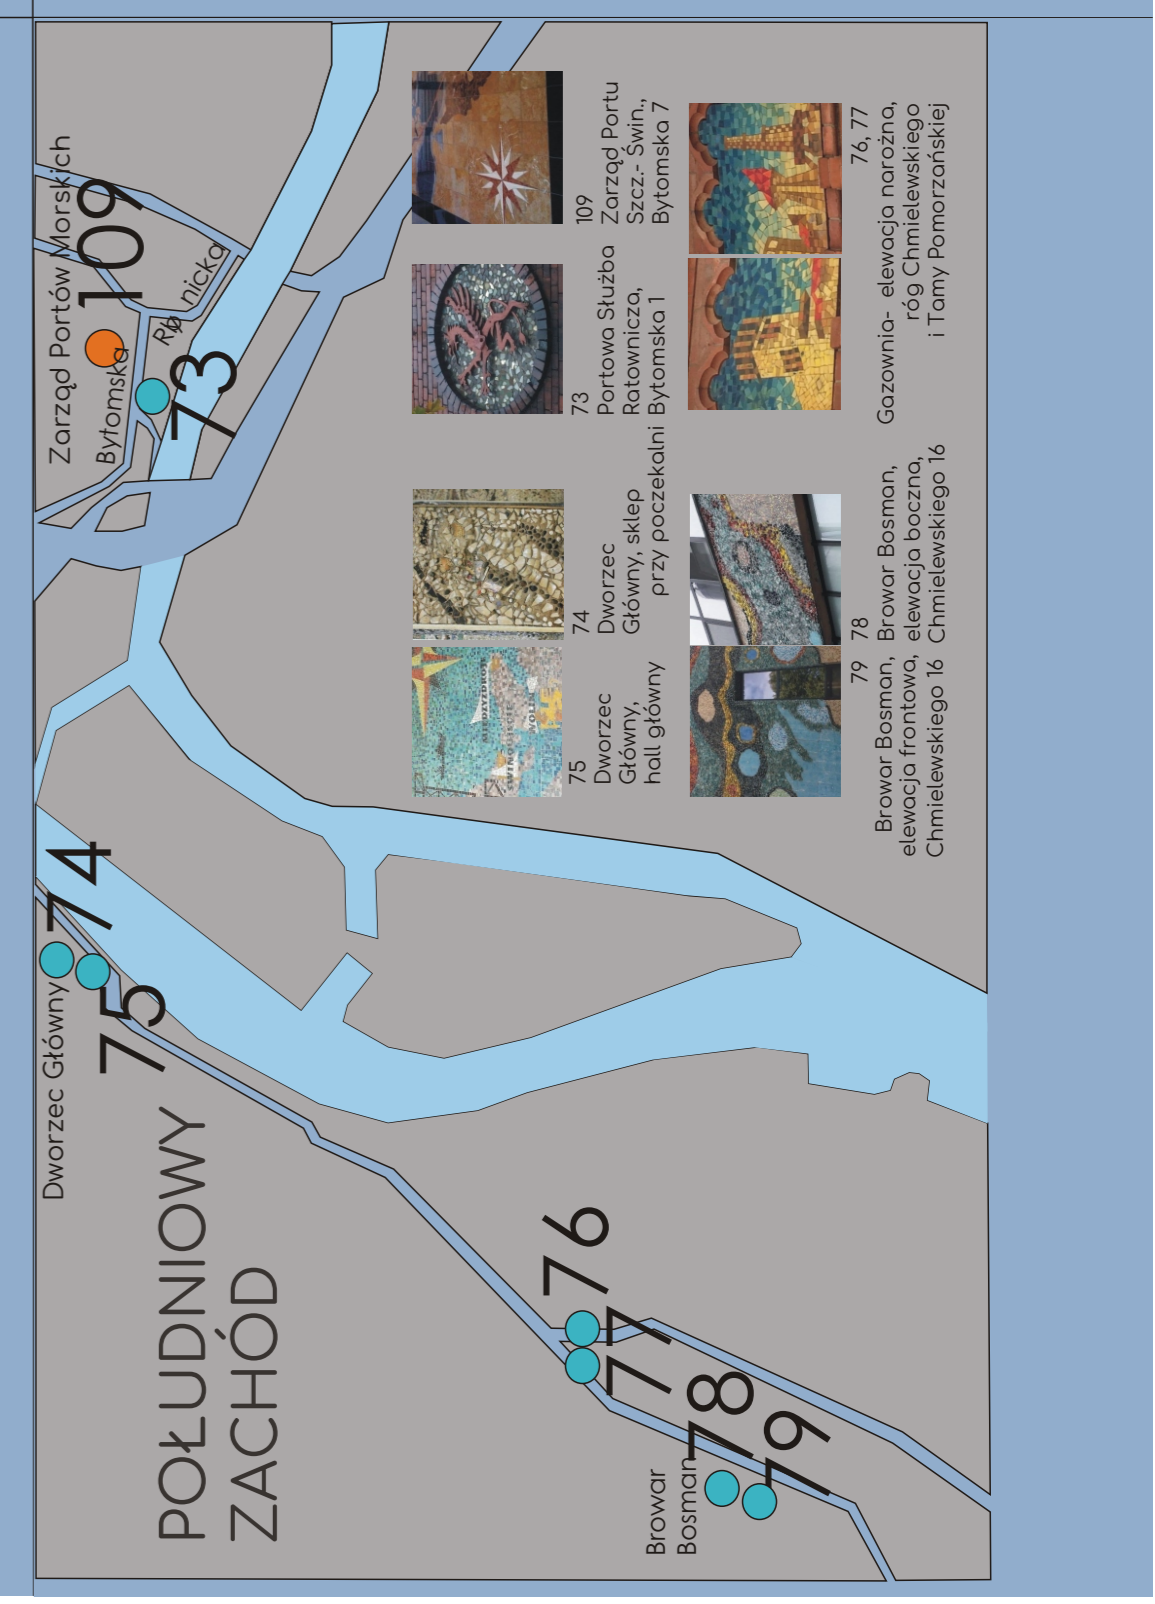 POŁUDNIOWY
ZACHÓD
Dworzec Główny
74
75
Zarząd Portów Morskich
109
Bytomska
73
76
77
78
79
Browar
Bosman
75
Dworzec
Główny,
hall główny
74
Dworzec
Główny, sklep
przy poczekalni
73
Portowa Służba
Ratownicza,
Bytomska 1
109
Zarząd Portu
Szcz.- Świn.,
Bytomska 7
79
Browar Bosman,
elewacja frontowa,
Chmielewskiego 16
78
Browar Bosman,
elewacja boczna,
Chmielewskiego 16
76, 77
Gazownia- elewacja narożna,
róg Chmielewskiego
i Tamy Pomorzańskiej